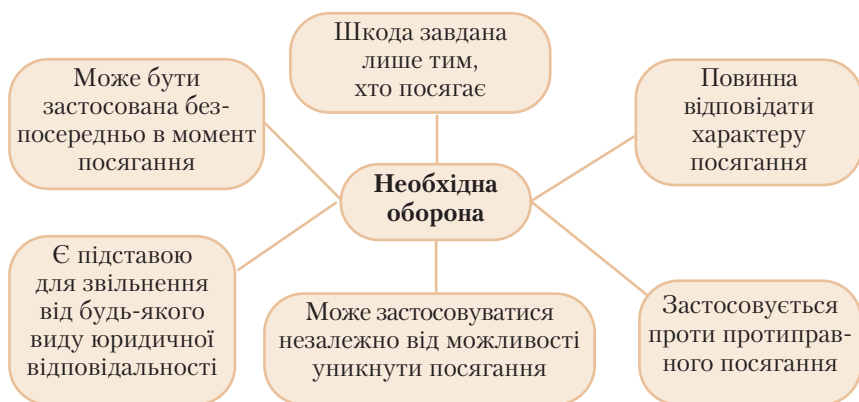 Шкода завдана
лише тим,
хто посягає
Може бути
застосована без-
посередньо в момент
посягання
Повинна
відповідати
характеру
посягання
Необхідна
оборона
Є підставою
для звільнення
від будь-якого
виду юридичної
відповідальності
Може застосовуватися
незалежно від можливості
уникнути посягання
Застосовується
проти протиправ-
ного посягання